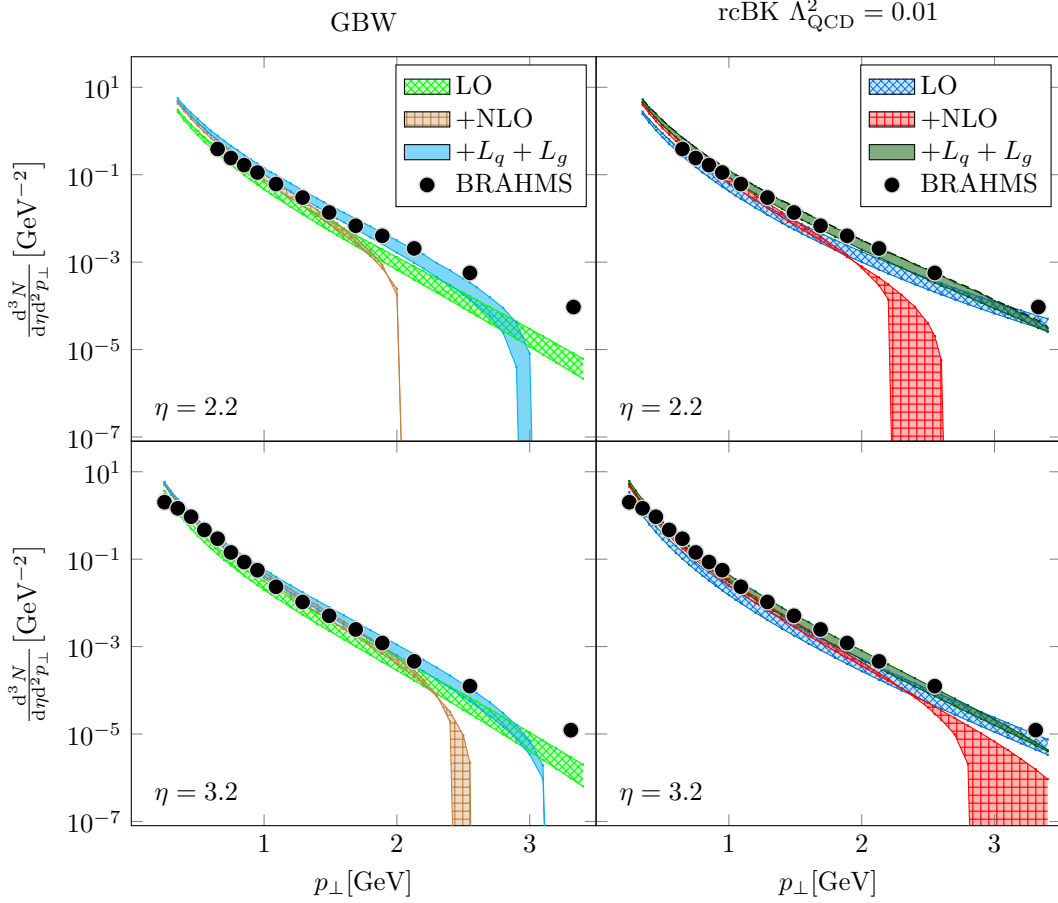 GBW
rcBK Λ²_QCD = 0.01
10¹
10⁻¹
10⁻³
10⁻⁵
10⁻⁷
d³N/dηd²p⊥ [GeV⁻²]
LO
+NLO
+L_q + L_g
BRAHMS
η = 2.2
LO
+NLO
+L_q + L_g
BRAHMS
η = 2.2
10¹
10⁻¹
10⁻³
10⁻⁵
10⁻⁷
d³N/dηd²p⊥ [GeV⁻²]
η = 3.2
η = 3.2
1 2 3
1 2 3
p⊥[GeV]
p⊥[GeV]